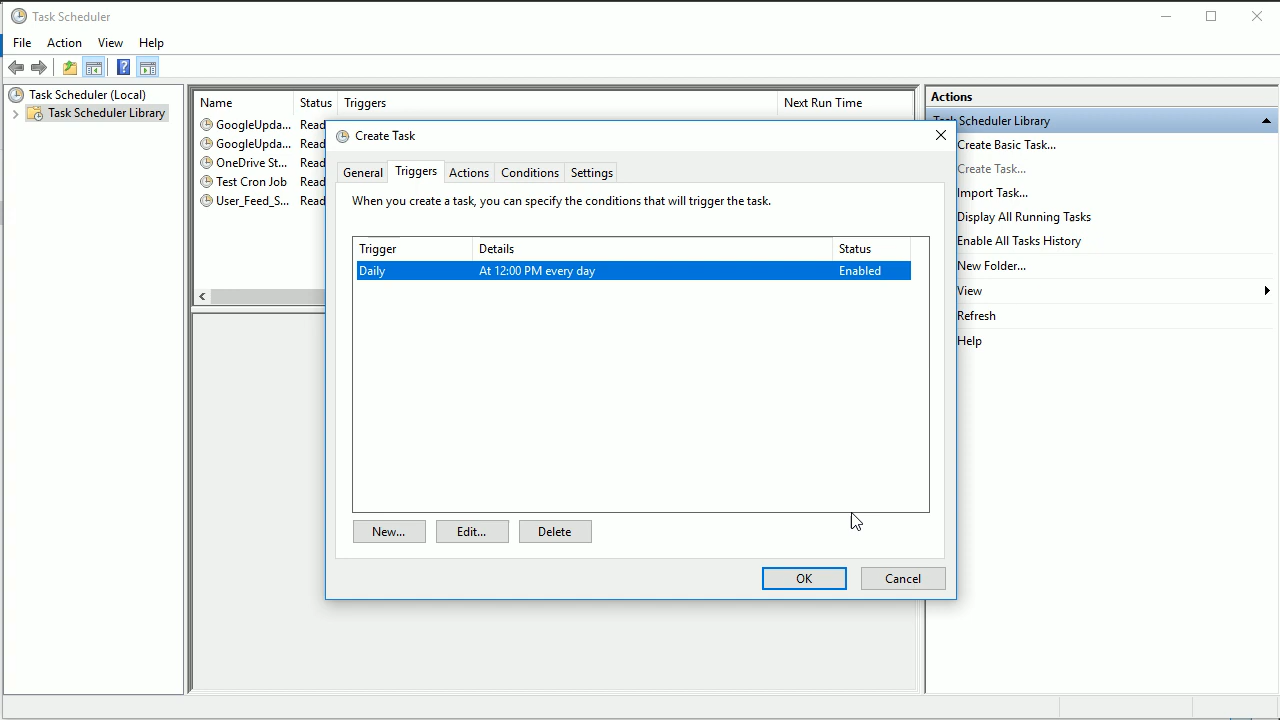 Task Scheduler
File Action View Help
Task Scheduler (Local)
Task Scheduler Library
Name Status Triggers Next Run Time
GoogleUpda... Read
GoogleUpda... Read
OneDrive St... Read
Test Cron Job Read
User_Feed_S... Read
Create Task
General Triggers Actions Conditions Settings
When you create a task, you can specify the conditions that will trigger the task.
Trigger Details Status
Daily At 12:00 PM every day Enabled
New... Edit... Delete
OK Cancel
Actions
Task Scheduler Library
Create Basic Task...
Create Task...
Import Task...
Display All Running Tasks
Enable All Tasks History
New Folder...
View
Refresh
Help